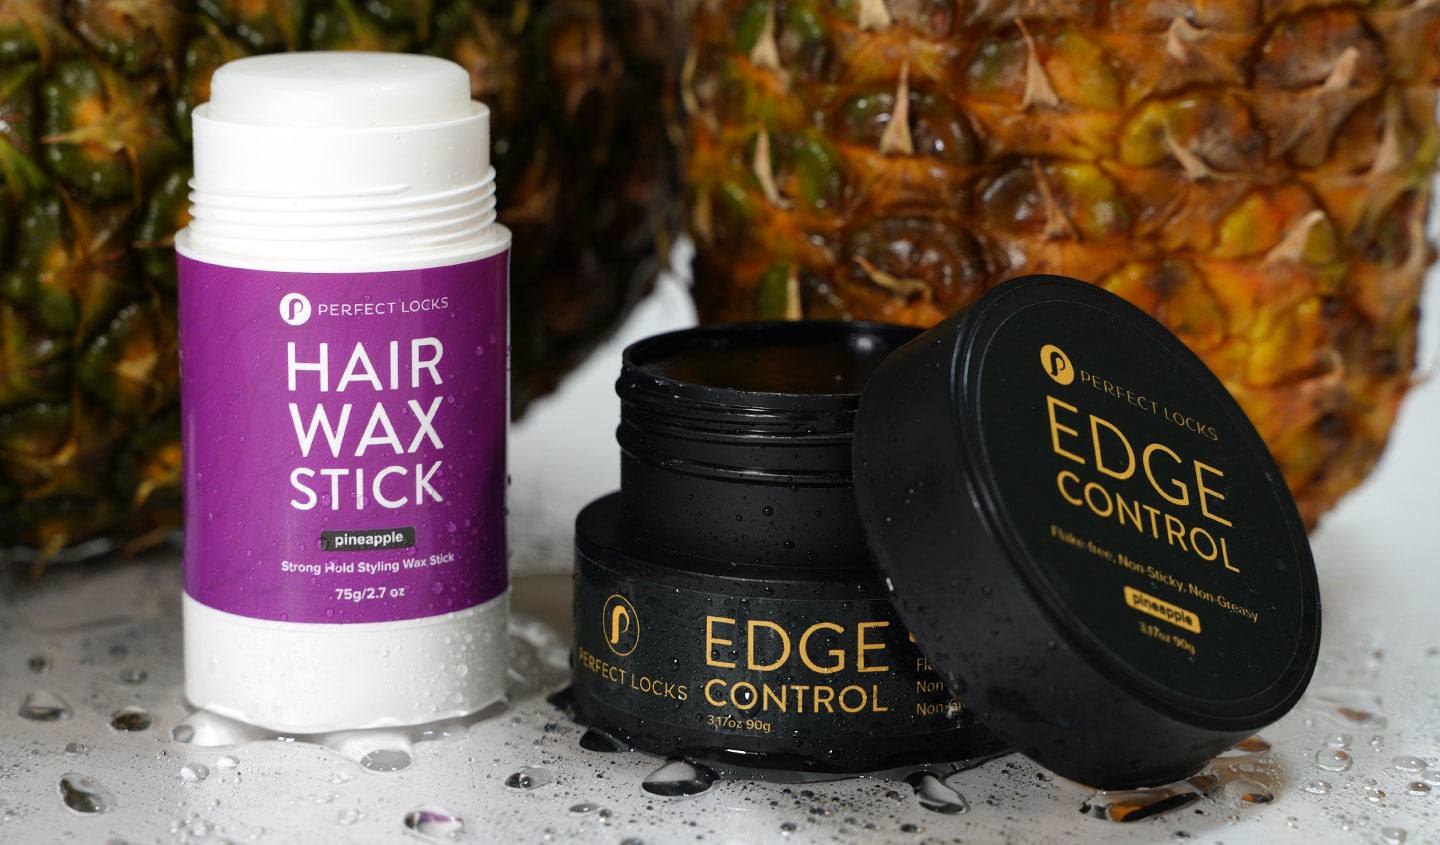 PERFECT LOCKS
HAIR
WAX
STICK
pineapple
Strong Hold Styling Wax Stick
75g/2.7 oz
PERFECT LOCKS
EDGE
CONTROL
3.17oz 90g
Non
PERFECT LOCKS
EDGE
CONTROL
Flake-free, Non-Sticky, Non-Greasy
pineapple
3.17oz 90g